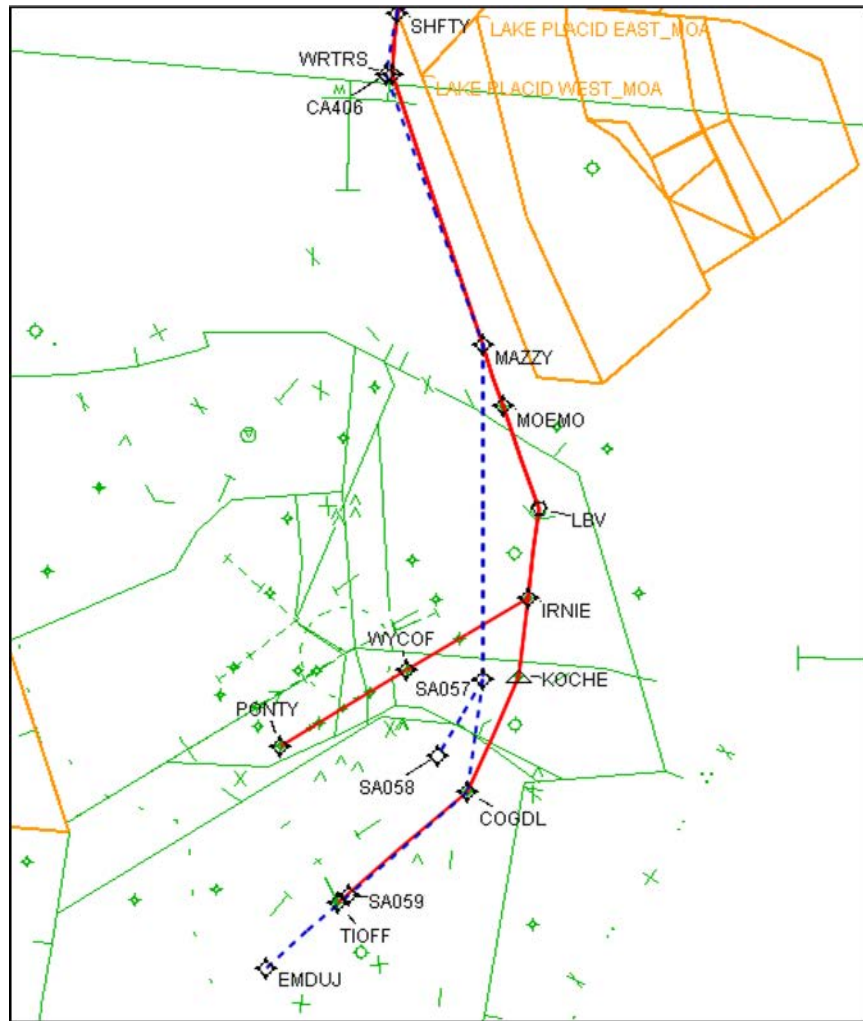 SHFTY
LAKE PLACID EAST_MOA
WRTRS
LAKE PLACID WEST_MOA
CA406
MAZZY
MOEMO
LBV
IRNIE
WYCOF
SA057
KOCHE
PONTY
SA058
COGDL
SA059
TIOFF
EMDUJ